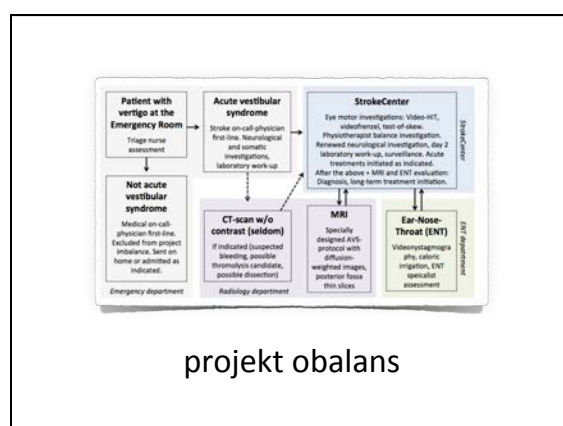 Patient with
vertigo at the
Emergency Room
Triage nurse
assessment
Acute vestibular
syndrome
Stroke on-call-physician
first-line. Neurological
and somatic
investigations,
laboratory work-up
StrokeCenter
Eye motor investigations: Video-HIT,
videofrenzel, test-of-skew.
Physiotherapist balance investigation.
Renewed neurological investigation, day 2
laboratory work-up, surveillance. Acute
treatments initiated as indicated.
After the above + MRI and ENT evaluation:
Diagnosis, long-term treatment initiation.
StrokeCenter
Not acute
vestibular
syndrome
Medical on-call-
physician first-line.
Excluded from project
Imbalance. Sent on
home or admitted as
indicated.
Emergency department
CT-scan w/o
contrast (seldom)
If indicated (suspected
bleeding, possible
thromolysis candidate,
possible dissection)
Radiology department
MRI
Specially
designed AVS-
protocol with
diffusion-
weighted images,
posterior fossa
thin slices
Ear-Nose-
Throat (ENT)
Videonystagmogra
phy, caloric
irrigation, ENT
speicalist
assessment
ENT department
projekt obalans